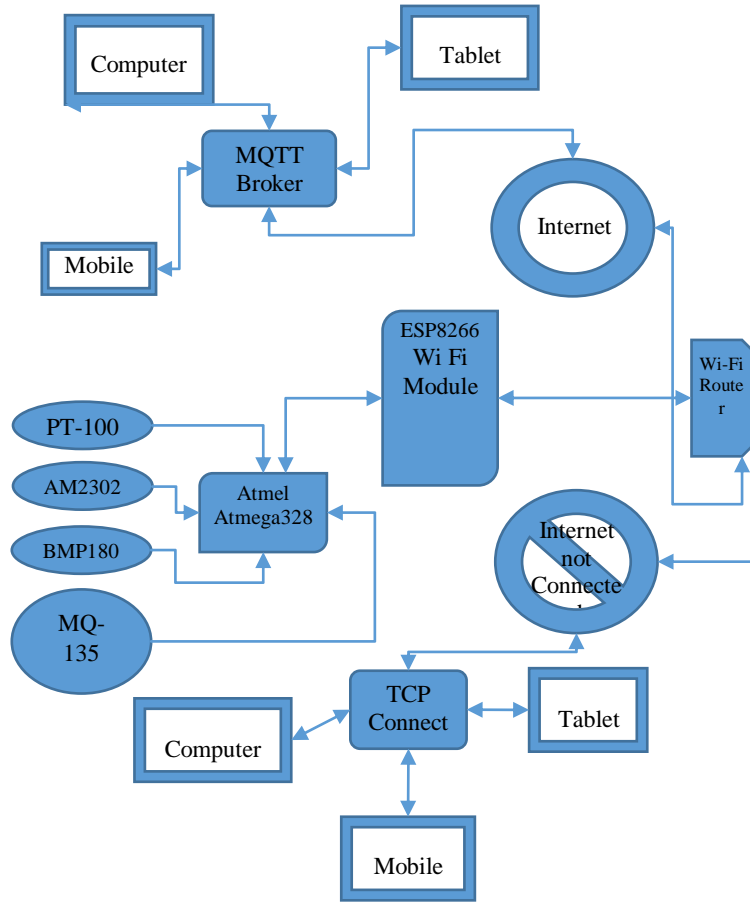 Computer
Tablet
MQTT
Broker
Internet
Mobile
ESP8266
Wi Fi
Module
Wi-Fi
Route
r
PT-100
AM2302
Atmel
Atmega328
BMP180
Internet
not
Connecte
MQ-
135
TCP
Connect
Tablet
Computer
Mobile